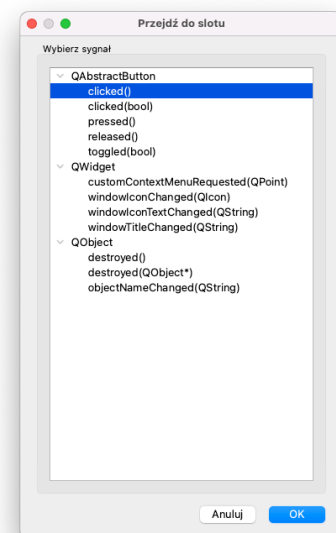 Przejdź do slotu
Wybierz sygnał
QAbstractButton
clicked()
clicked(bool)
pressed()
released()
toggled(bool)
QWidget
customContextMenuRequested(QPoint)
windowIconChanged(QIcon)
windowIconTextChanged(QString)
windowTitleChanged(QString)
QObject
destroyed()
destroyed(QObject*)
objectNameChanged(QString)
Anuluj OK